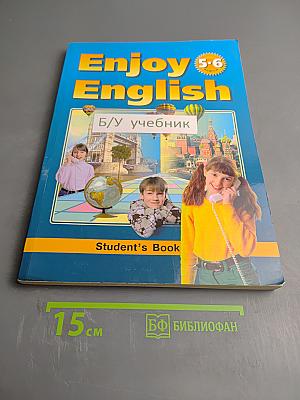 Enjoy
5-6
English
Б/У учебник
Student's Book
15 см
БФ БИБЛИОФАН